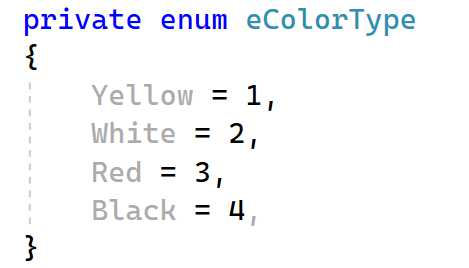 private enum eColorType
{
    Yellow = 1,
    White = 2,
    Red = 3,
    Black = 4,
}